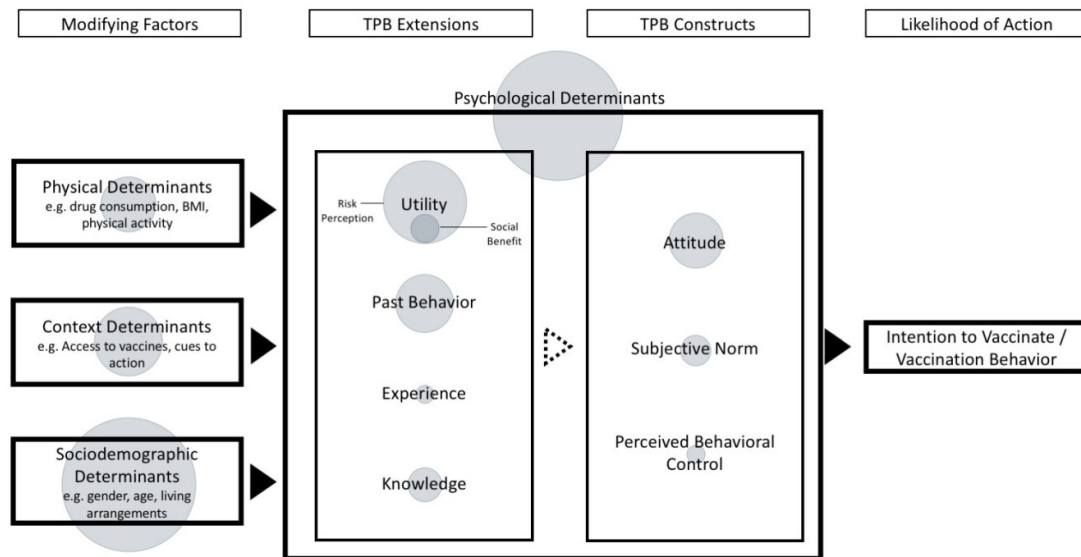 Modifying Factors
TPB Extensions
TPB Constructs
Likelihood of Action
Psychological Determinants
Physical Determinants
e.g. drug consumption, BMI,
physical activity
Context Determinants
e.g. Access to vaccines, cues to
action
Sociodemographic
Determinants
e.g. gender, age, living
arrangements
Utility
Risk
Perception
Social
Benefit
Past Behavior
Experience
Knowledge
Attitude
Subjective Norm
Perceived Behavioral
Control
Intention to Vaccinate /
Vaccination Behavior